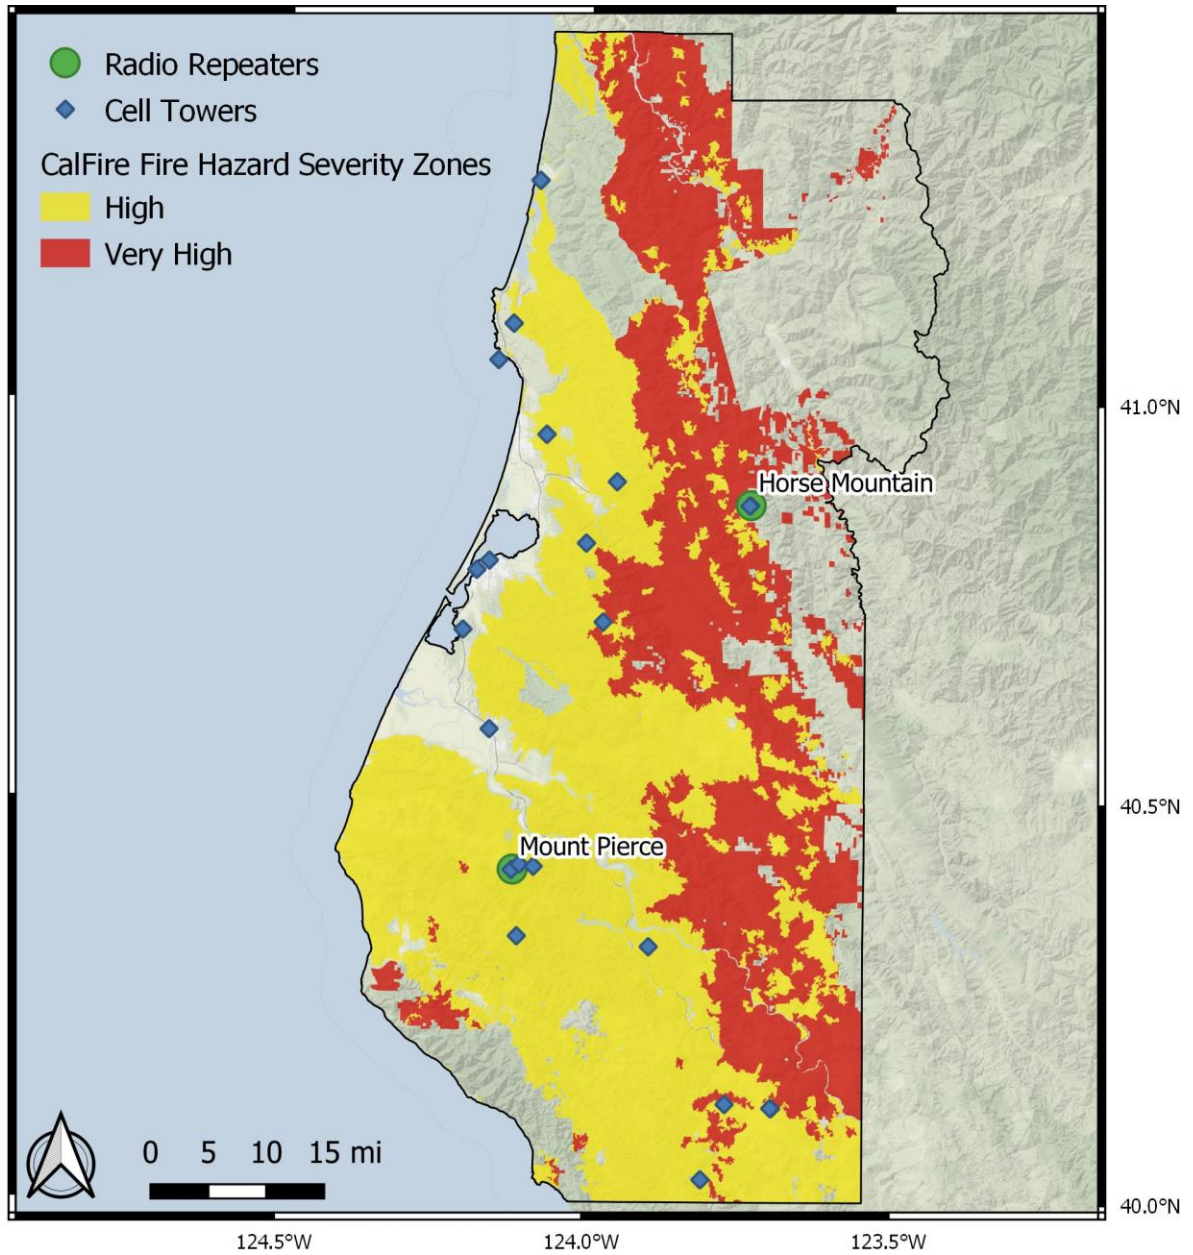 Radio Repeaters
Cell Towers
CalFire Fire Hazard Severity Zones
High
Very High
41.0°N
Horse Mountain
40.5°N
Mount Pierce
0 5 10 15 mi
40.0°N
124.5°W 124.0°W 123.5°W